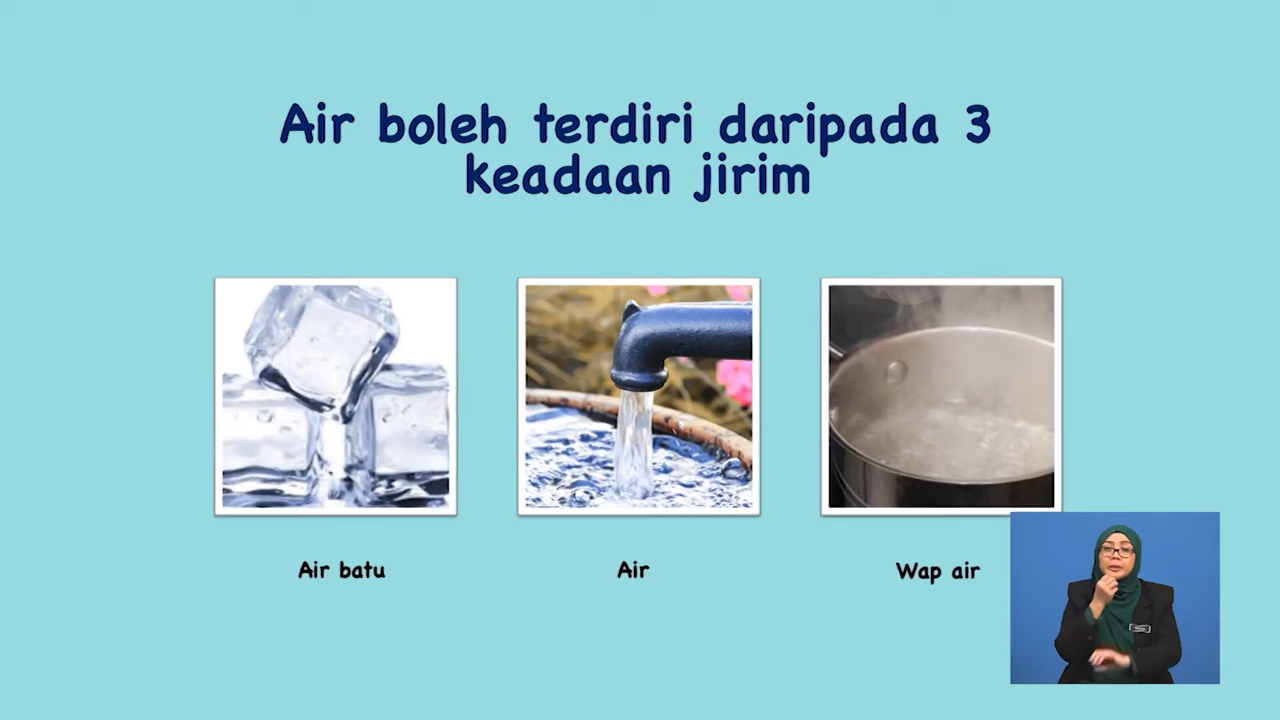 Air boleh terdiri daripada 3
keadaan jirim
Air batu
Air
Wap air